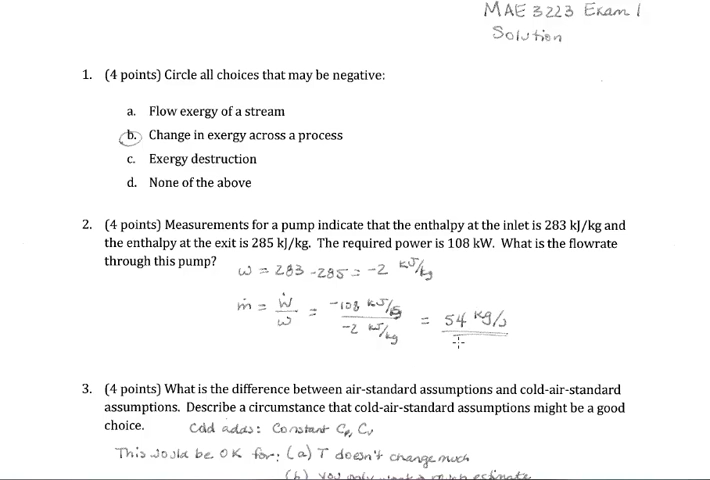 MAE 3223 Exam 1
Solution
1. (4 points) Circle all choices that may be negative:
a. Flow exergy of a stream
b. Change in exergy across a process
c. Exergy destruction
d. None of the above
2. (4 points) Measurements for a pump indicate that the enthalpy at the inlet is 283 kJ/kg and
the enthalpy at the exit is 285 kJ/kg. The required power is 108 kW. What is the flowrate
through this pump?
w = 283 - 285 = -2 kJ/kg
ṁ = Ẇ/w = -108 kJ/s / -2 kJ/kg = 54 kg/s
3. (4 points) What is the difference between air-standard assumptions and cold-air-standard
assumptions. Describe a circumstance that cold-air-standard assumptions might be a good
choice.
Cold adds: Constant Cp, Cv
This would be OK for: (a) T doesn't change much
(b) you only want a estimate